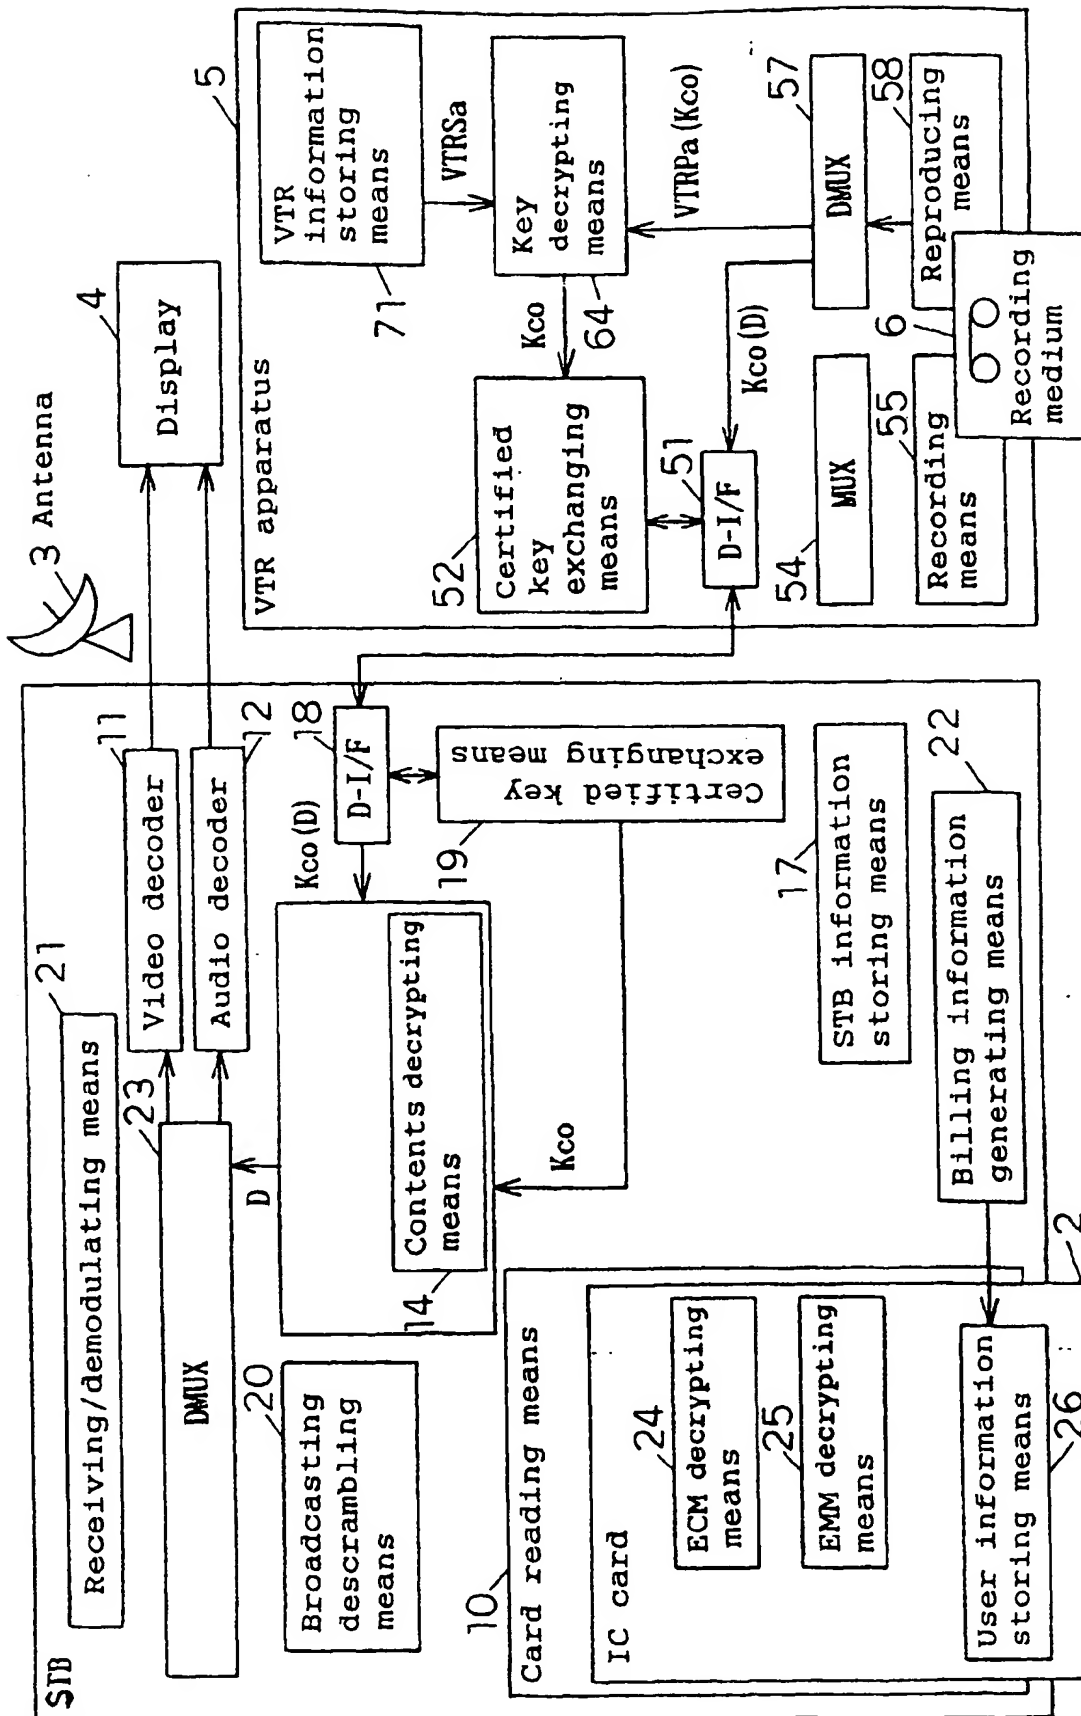 STB
Receiving/demodulating means
21
DMUX
23
Video decoder
11
Audio decoder
12
3 Antenna
Display
4
Broadcasting
descrambling
means
20
D
Contents decrypting
means
14
Kco(D)
D-I/F
18
Certified key
exchanging means
19
Kco
STB information
storing means
17
Billing information
generating means
22
Card reading means
10
IC card
2
ECM decrypting
means
24
EMM decrypting
means
25
User information
storing means
26
VTR apparatus
5
VTR
information
storing
means
71
VTRSa
Key
decrypting
means
64
Kco
Certified
key
exchanging
means
52
D-I/F
51
Kco(D)
VTRPa(Kco)
MUX
54
DMUX
57
Recording
means
55
Reproducing
means
58
Recording
medium
6